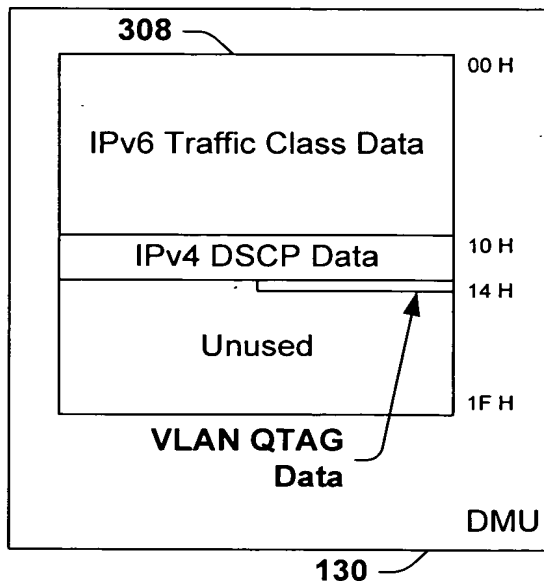 308
00 H
IPv6 Traffic Class Data
10 H
IPv4 DSCP Data
14 H
Unused
1F H
VLAN QTAG
Data
DMU
130